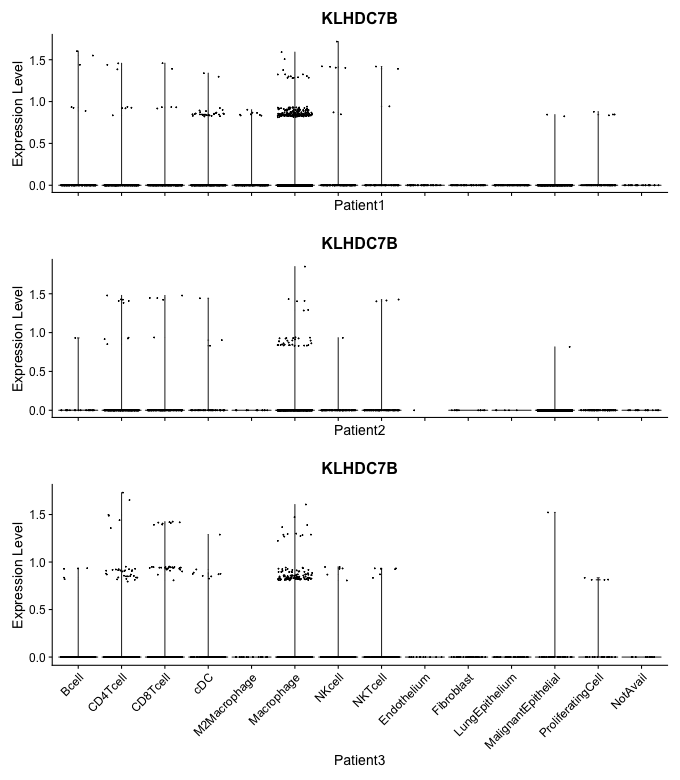 KLHDC7B
Expression Level
1.5
1.0
0.5
0.0
Patient1
KLHDC7B
Expression Level
1.5
1.0
0.5
0.0
Patient2
KLHDC7B
Expression Level
1.5
1.0
0.5
0.0
Bcell
CD4Tcell
CD8Tcell
cDC
M2Macrophage
Macrophage
NKcell
NKTcell
Endothelium
Fibroblast
LungEpithelium
MalignantEpithelial
ProliferatingCell
NotAvail
Patient3